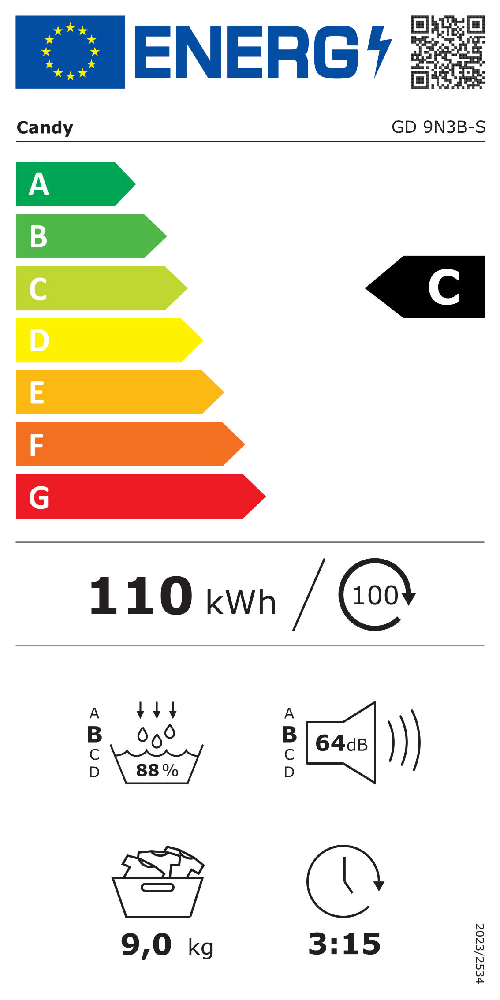 ENERG
Candy
GD 9N3B-S
A
B
C
C
D
E
F
G
110 kWh
100
A
B
C
D
88 %
A
B
C
D
64dB
9,0 kg
3:15
2023/2534